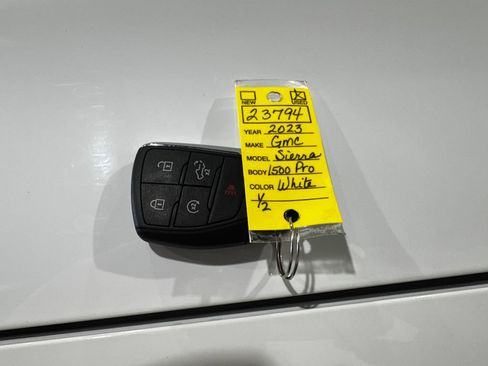 NEW USED
23794
YEAR 2023
MAKE GMC
MODEL Sierra
BODY 1500 Pro
COLOR White
1/2